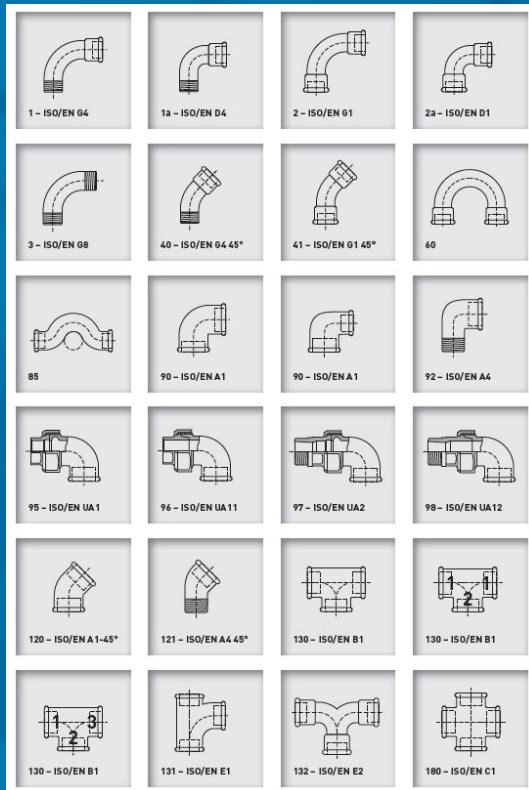 1 – ISO/EN G4
1a – ISO/EN D4
2 – ISO/EN G1
2a – ISO/EN D1
3 – ISO/EN G8
40 – ISO/EN G4 45°
41 – ISO/EN G1 45°
60
85
90 – ISO/EN A1
90 – ISO/EN A1
92 – ISO/EN A4
95 – ISO/EN UA1
96 – ISO/EN UA11
97 – ISO/EN UA2
98 – ISO/EN UA12
120 – ISO/EN A1-45°
121 – ISO/EN A4 45°
130 – ISO/EN B1
1 1
2
130 – ISO/EN B1
1 3
2
130 – ISO/EN B1
131 – ISO/EN E1
132 – ISO/EN E2
180 – ISO/EN C1